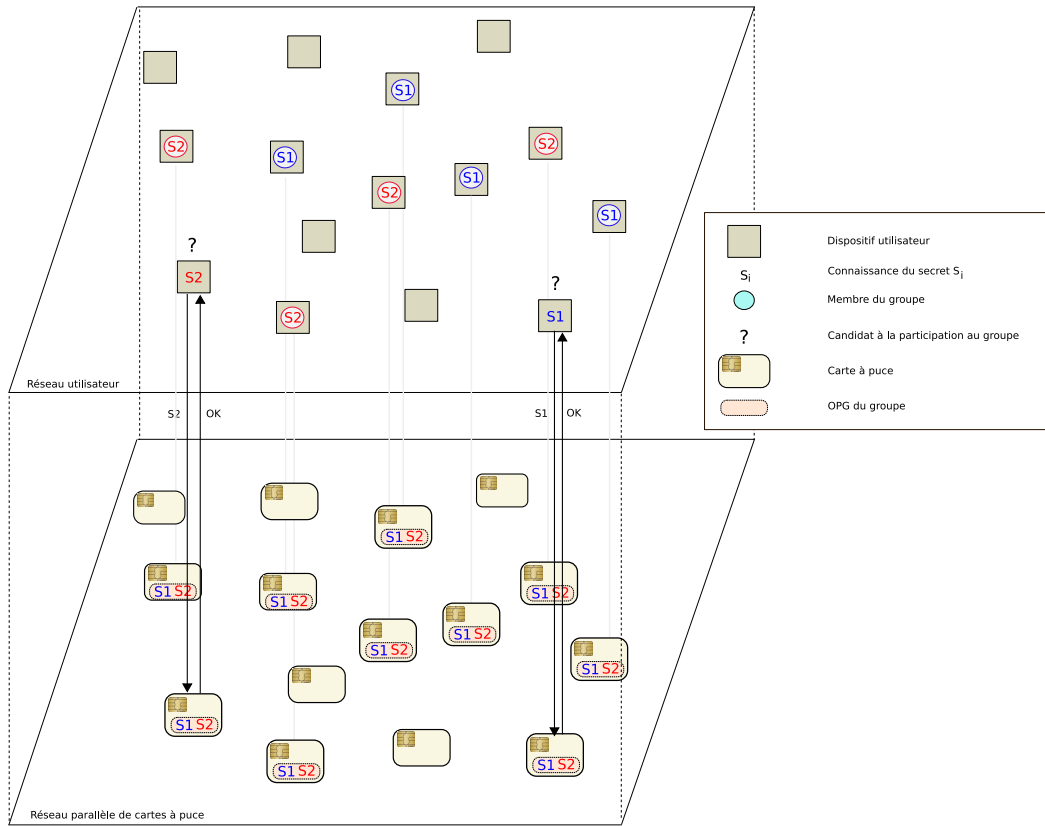 S1
S2
S1
S2
S1
S2
S1
?
S2
?
S1
S2
Réseau utilisateur
S2
OK
S1
OK
Dispositif utilisateur
Si
Connaissance du secret Si
Membre du groupe
?
Candidat à la participation au groupe
Carte à puce
OPG du groupe
S1 S2
S1 S2
S1 S2
S1 S2
S1 S2
S1 S2
S1 S2
S1 S2
S1 S2
S1 S2
Réseau parallèle de cartes à puce